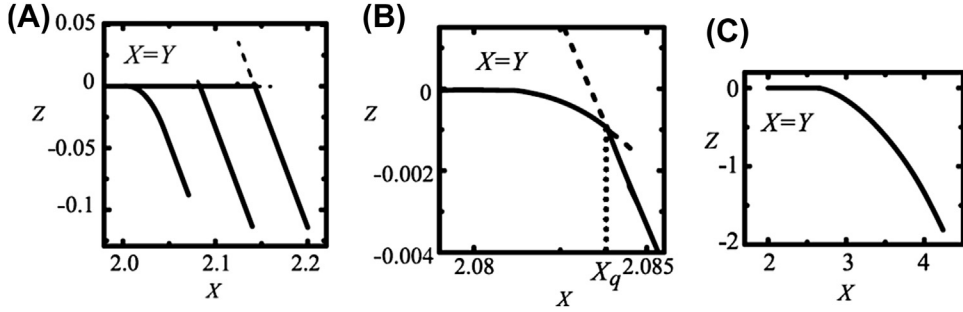 (A)
0.05
X=Y
0
Z
-0.05
-0.1
2.0 2.1 2.2
X
(B)
X=Y
0
Z
-0.002
-0.004
2.08 Xq 2.085
X
(C)
0
X=Y
Z
-1
-2
2 3 4
X